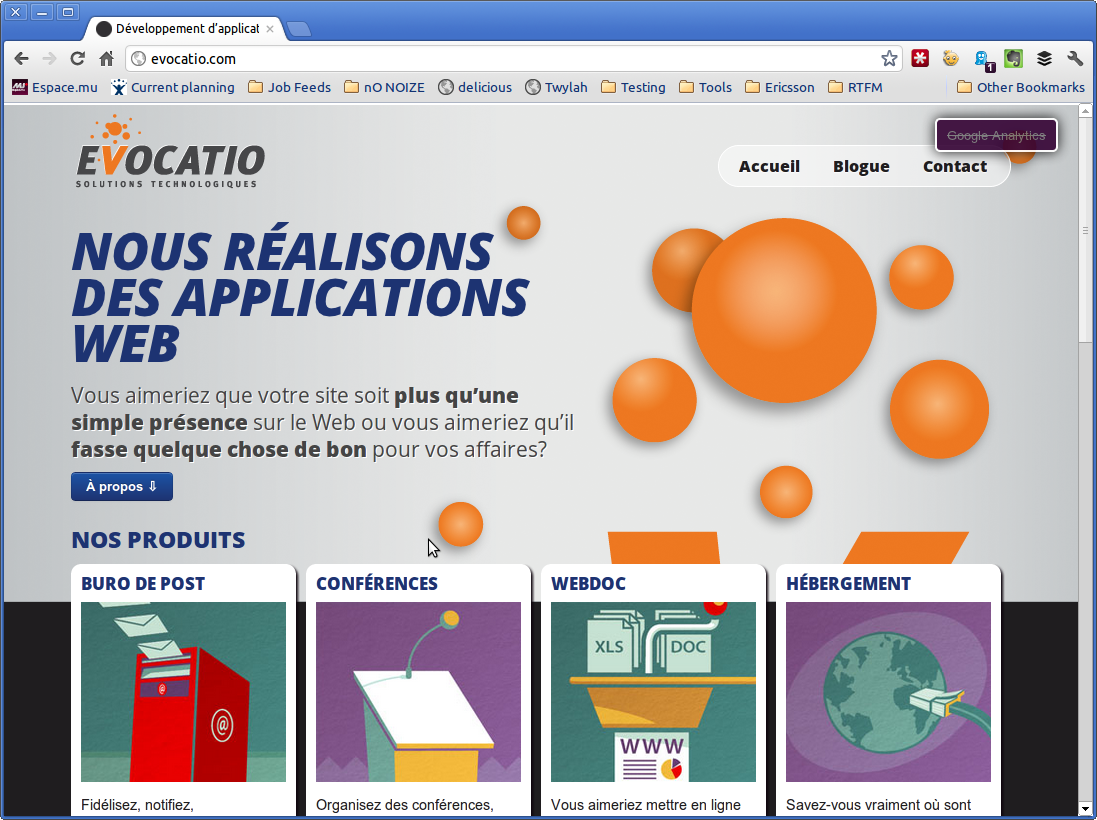 Développement d'applicat
evocatio.com
1
Espace.mu
Current planning
Job Feeds
nO NOIZE
delicious
Twylah
Testing
Tools
Ericsson
RTFM
Other Bookmarks
Google Analytics
EVOCATIO
SOLUTIONS TECHNOLOGIQUES
Accueil
Blogue
Contact
NOUS RÉALISONS
DES APPLICATIONS
WEB
Vous aimeriez que votre site soit plus qu'une
simple présence sur le Web ou vous aimeriez qu'il
fasse quelque chose de bon pour vos affaires?
À propos ⇩
NOS PRODUITS
BURO DE POST
@
@
Fidélisez, notifiez,
CONFÉRENCES
Organisez des conférences,
WEBDOC
XLS
DOC
WWW
Vous aimeriez mettre en ligne
HÉBERGEMENT
Savez-vous vraiment où sont